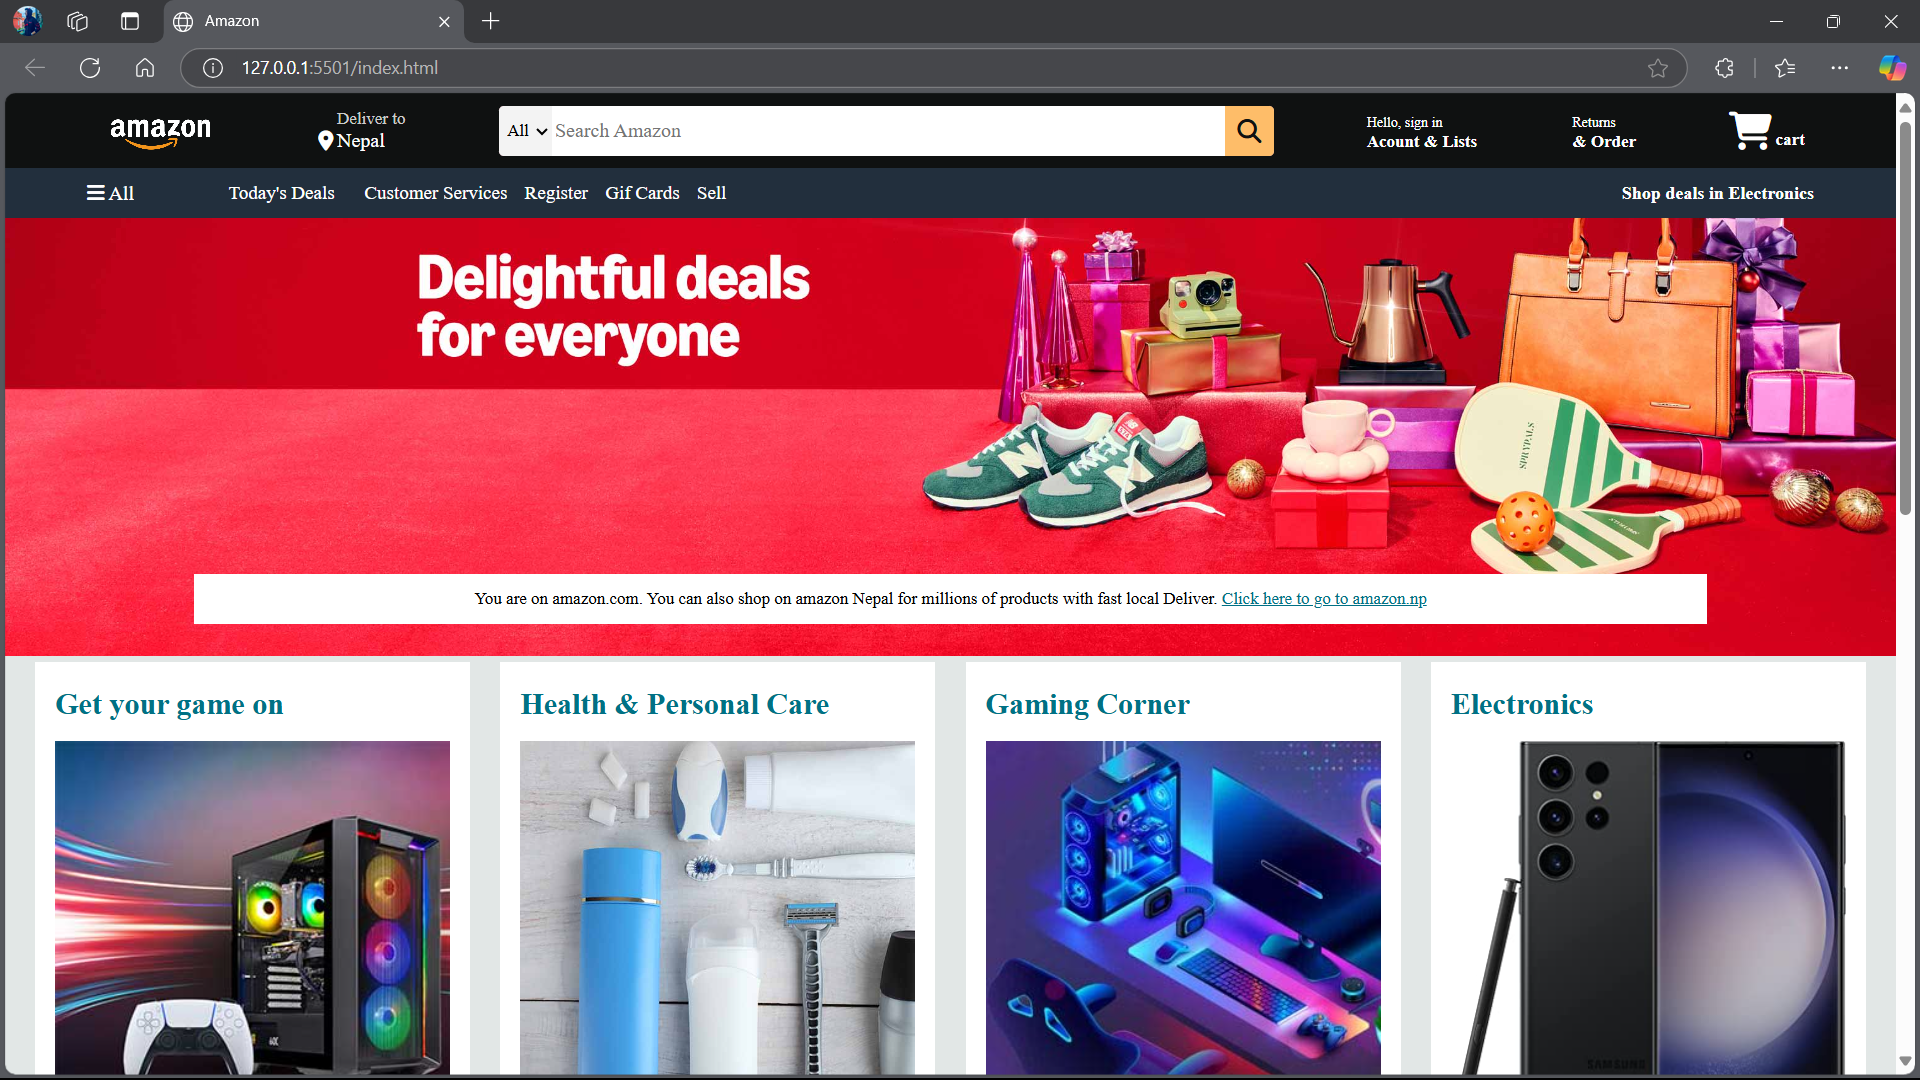 Amazon
127.0.0.1:5501/index.html
amazon
Deliver to
Nepal
All
Search Amazon
Hello, sign in
Acount & Lists
Returns
& Order
cart
All
Today's Deals
Customer Services
Register
Gif Cards
Sell
Shop deals in Electronics
Delightful deals
for everyone
SPRYPALS
You are on amazon.com. You can also shop on amazon Nepal for millions of products with fast local Deliver. Click here to go to amazon.np
Get your game on
Health & Personal Care
Gaming Corner
Electronics
SAMSUNG